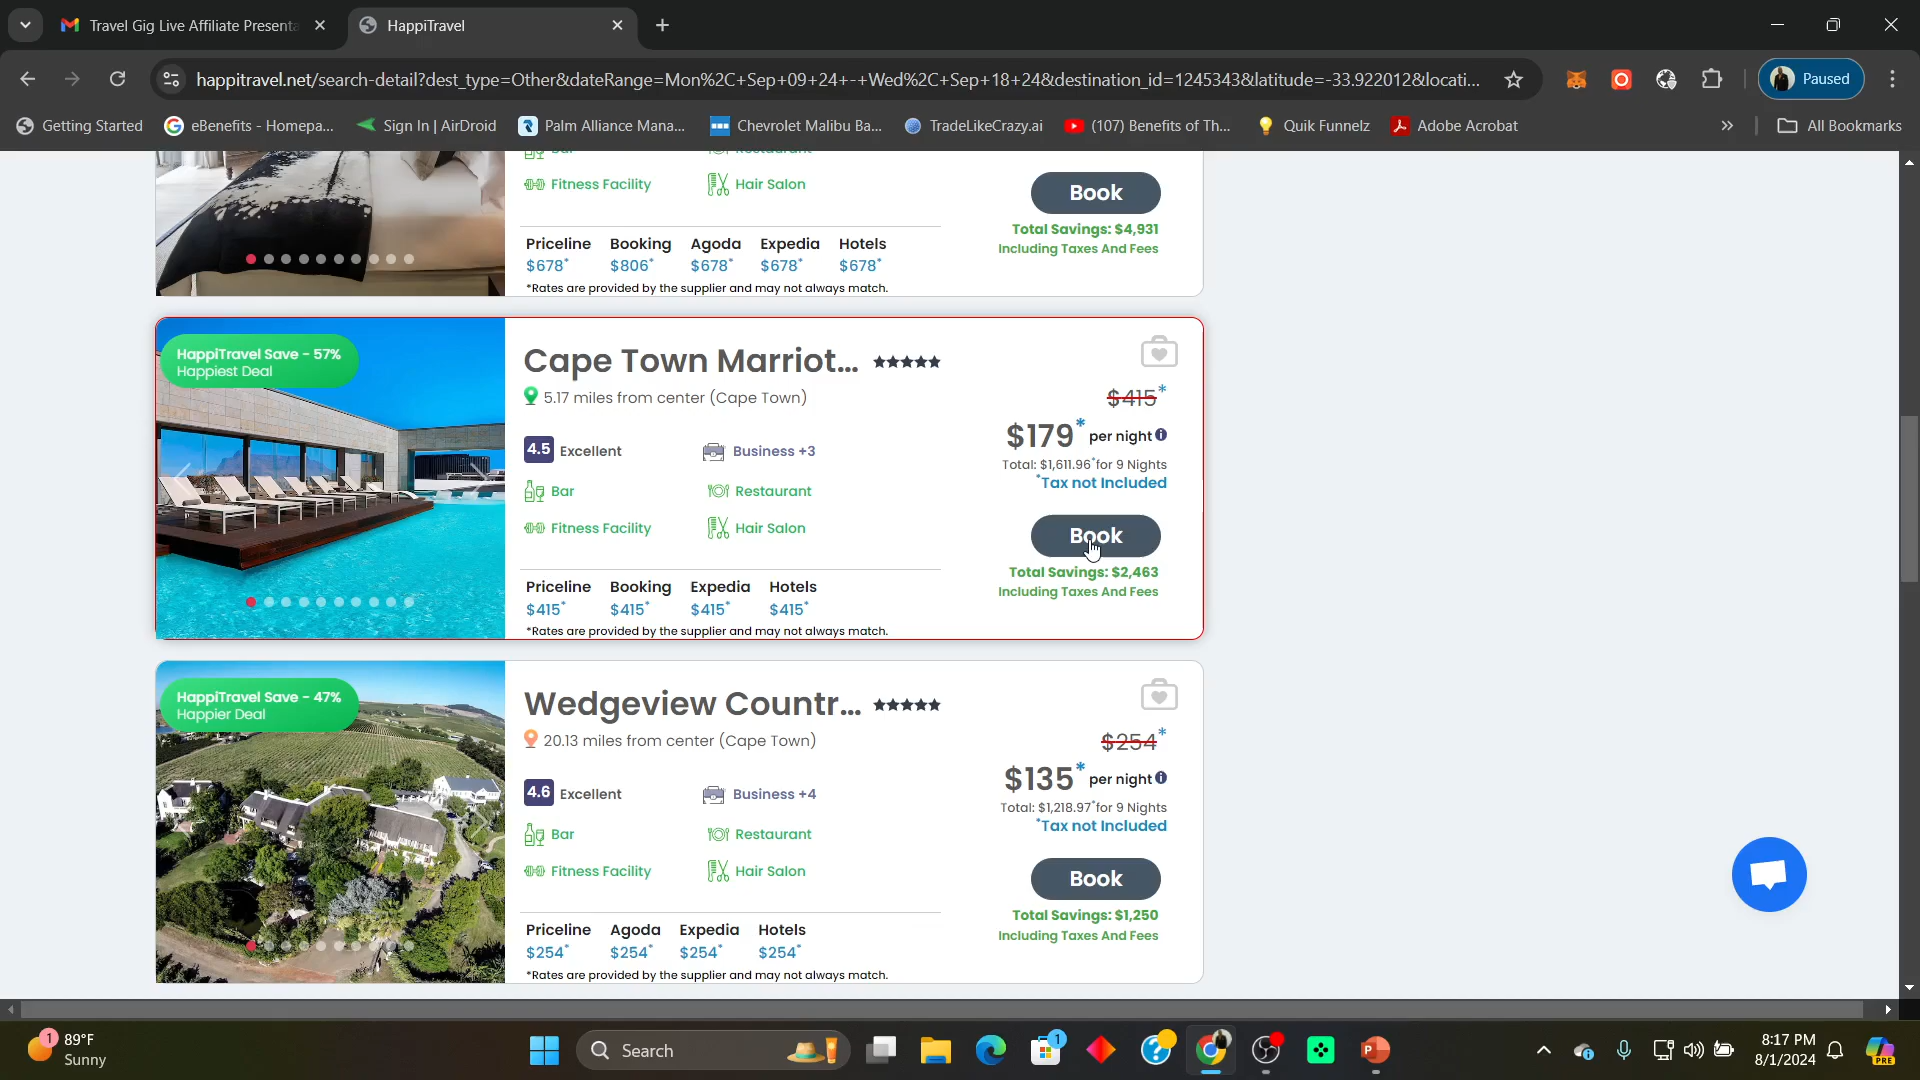 Travel Gig Live Affiliate Presenta
HappiTravel
happitravel.net/search-detail?dest_type=Other&dateRange=Mon%2C+Sep+09+24+-+Wed%2C+Sep+18+24&destination_id=1245343&latitude=-33.922012&locati...
Paused
Getting Started
eBenefits - Homepa...
Sign In | AirDroid
Palm Alliance Mana...
Chevrolet Malibu Ba...
TradeLikeCrazy.ai
(107) Benefits of Th...
Quik Funnelz
Adobe Acrobat
All Bookmarks
Bar
Restaurant
Fitness Facility
Hair Salon
Book
Total Savings: $4,931
Including Taxes And Fees
Priceline Booking Agoda Expedia Hotels
$678* $806* $678* $678* $678*
*Rates are provided by the supplier and may not always match.
HappiTravel Save - 57%
Happiest Deal
Cape Town Marriot...
5.17 miles from center (Cape Town)
$415*
$179* per night
Total: $1,611.96*for 9 Nights
*Tax not Included
4.5 Excellent
Business +3
Bar
Restaurant
Fitness Facility
Hair Salon
Book
Total Savings: $2,463
Including Taxes And Fees
Priceline Booking Expedia Hotels
$415* $415* $415* $415*
*Rates are provided by the supplier and may not always match.
HappiTravel Save - 47%
Happier Deal
Wedgeview Countr...
20.13 miles from center (Cape Town)
$254*
$135* per night
Total: $1,218.97*for 9 Nights
*Tax not Included
4.6 Excellent
Business +4
Bar
Restaurant
Fitness Facility
Hair Salon
Book
Total Savings: $1,250
Including Taxes And Fees
Priceline Agoda Expedia Hotels
$254* $254* $254* $254*
*Rates are provided by the supplier and may not always match.
1
89°F
Sunny
Search
1
8:17 PM
8/1/2024
PRE